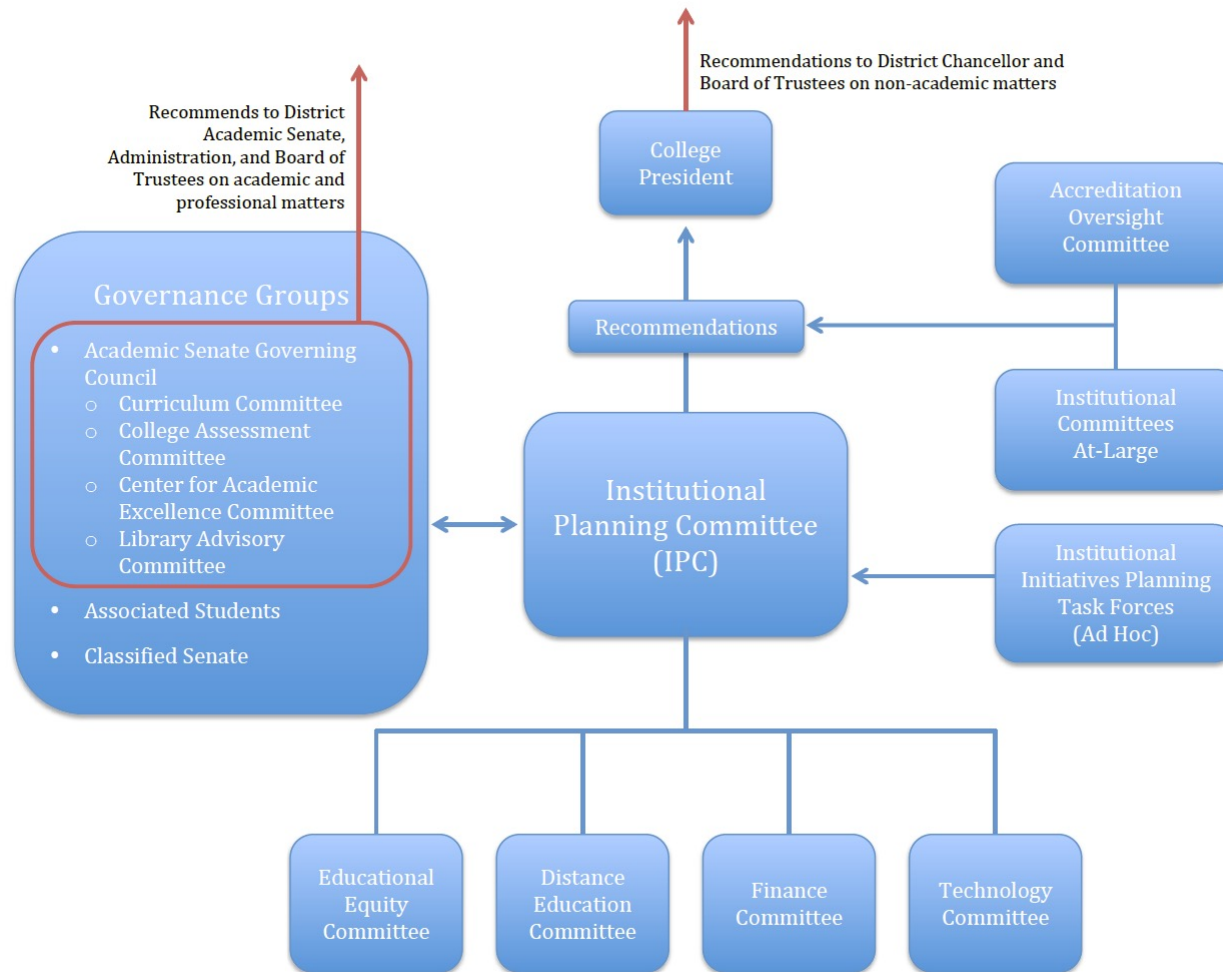 Recommendations to District Chancellor and
Board of Trustees on non-academic matters
Recommends to District
Academic Senate,
Administration, and Board of
Trustees on academic and
professional matters
College
President
Accreditation
Oversight
Committee
Governance Groups
Recommendations
• Academic Senate Governing
Council
o Curriculum Committee
o College Assessment
Committee
o Center for Academic
Excellence Committee
o Library Advisory
Committee
• Associated Students
• Classified Senate
Institutional
Committees
At-Large
Institutional
Planning Committee
(IPC)
Institutional
Initiatives Planning
Task Forces
(Ad Hoc)
Educational
Equity
Committee
Distance
Education
Committee
Finance
Committee
Technology
Committee